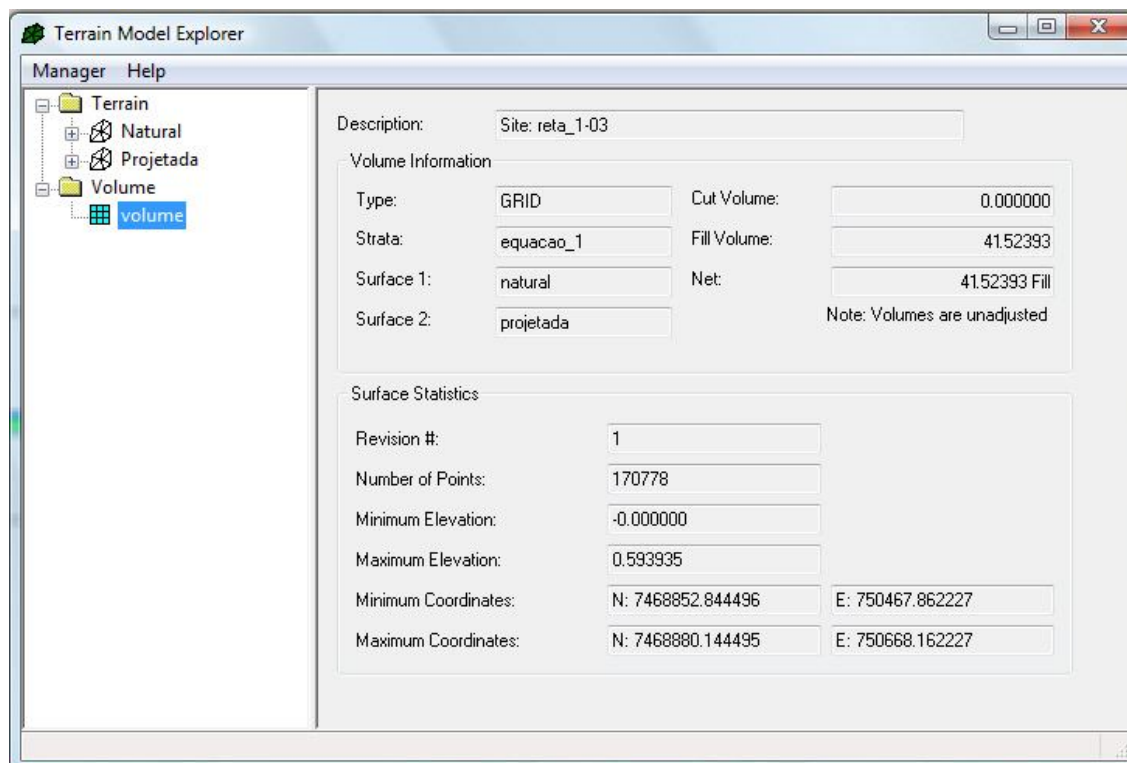 Terrain Model Explorer
Manager Help
Terrain
Natural
Projetada
Volume
volume
Description: Site: reta_1-03
Volume Information
Type: GRID Cut Volume: 0.000000
Strata: equacao_1 Fill Volume: 41.52393
Surface 1: natural Net: 41.52393 Fill
Surface 2: projetada Note: Volumes are unadjusted
Surface Statistics
Revision #: 1
Number of Points: 170778
Minimum Elevation: -0.000000
Maximum Elevation: 0.593935
Minimum Coordinates: N: 7468852.844496 E: 750467.862227
Maximum Coordinates: N: 7468880.144495 E: 750668.162227